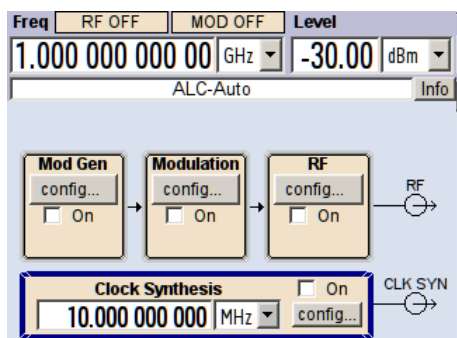 Freq RF OFF MOD OFF Level
1.000 000 000 00 GHz -30.00 dBm
ALC-Auto Info
Mod Gen Modulation RF
config... config... config... RF
On On On
Clock Synthesis On CLK SYN
10.000 000 000 MHz config...